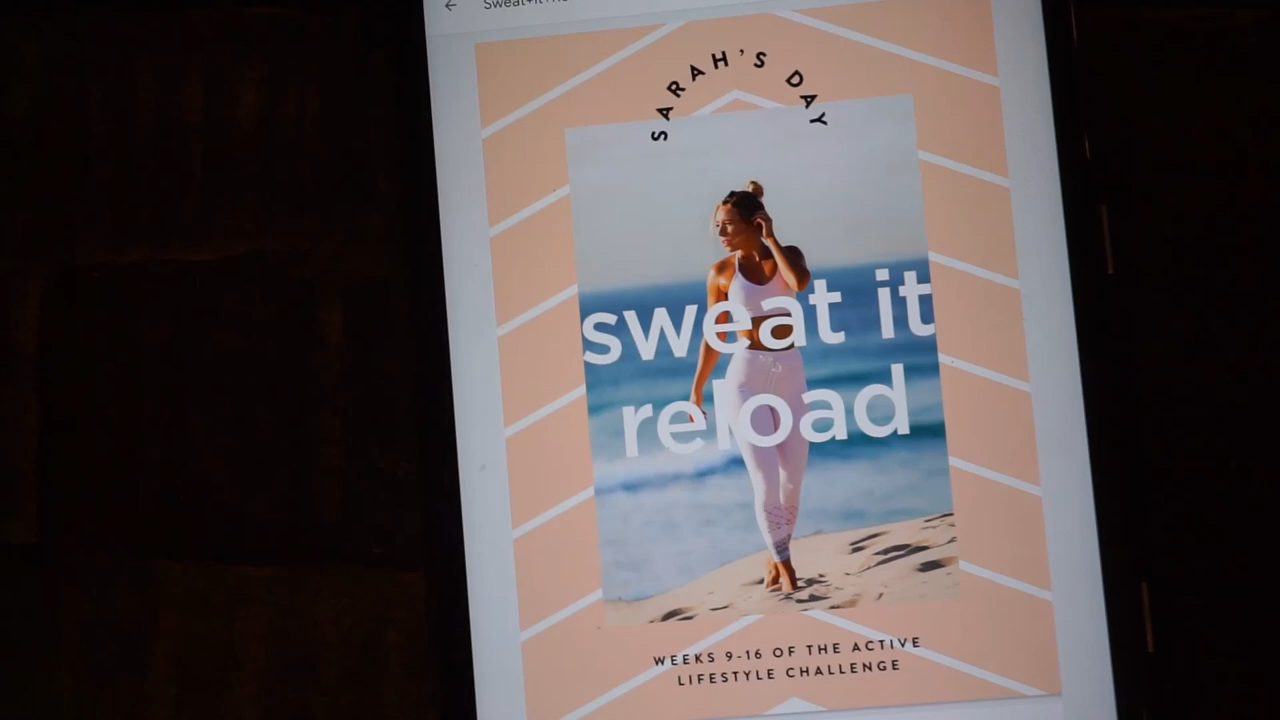 SARAH'S DAY
sweat it
reload
WEEKS 9-16 OF THE ACTIVE
LIFESTYLE CHALLENGE